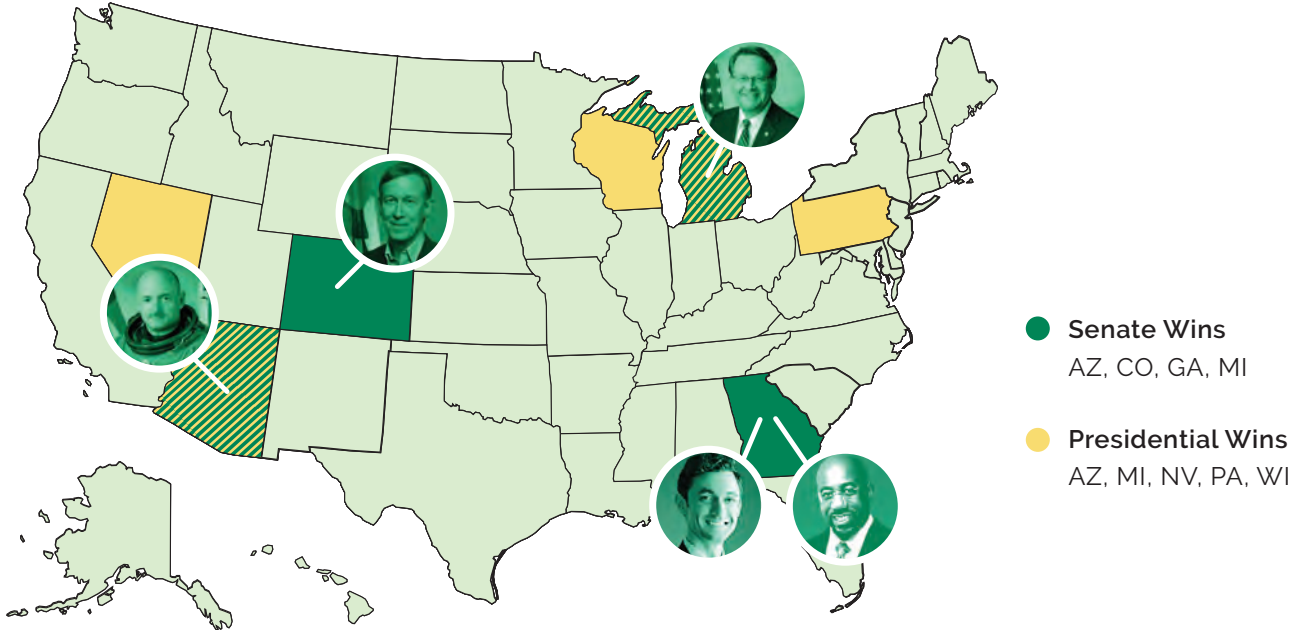 Senate Wins
AZ, CO, GA, MI
Presidential Wins
AZ, MI, NV, PA, WI